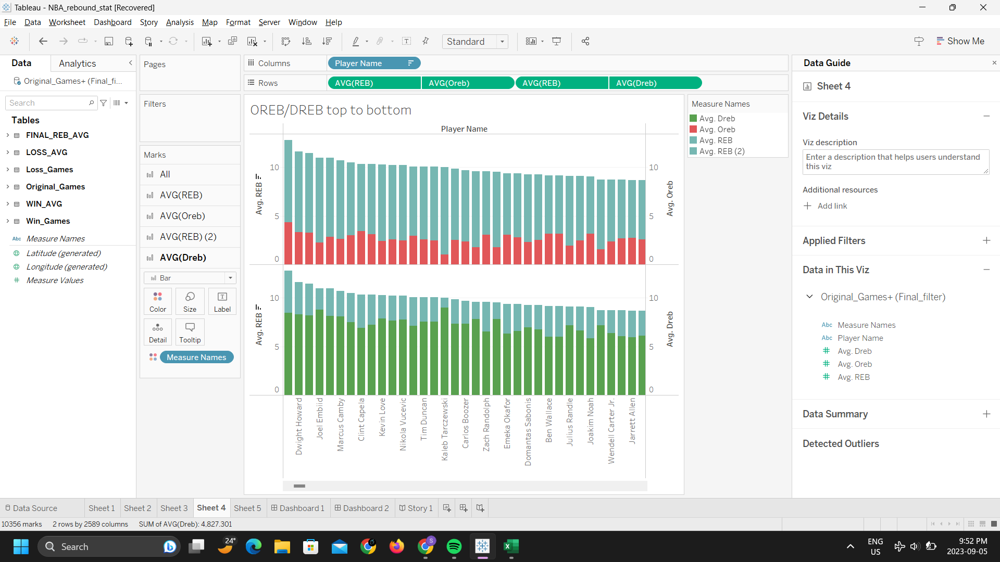 Tableau - NBA_rebound_stat [Recovered]
File Data Worksheet Dashboard Story Analysis Map Format Server Window Help
Standard
Show Me
Data Analytics
Original_Games+ (Final_fi...
Search
Tables
FINAL_REB_AVG
LOSS_AVG
Loss_Games
Original_Games
WIN_AVG
Win_Games
Abc Measure Names
Latitude (generated)
Longitude (generated)
# Measure Values
Pages
Filters
Marks
All
AVG(REB)
AVG(Oreb)
AVG(REB) (2)
AVG(Dreb)
Bar
Color Size Label
Detail Tooltip
Measure Names
Columns Player Name
Rows AVG(REB) AVG(Oreb) AVG(REB) AVG(Dreb)
OREB/DREB top to bottom
Player Name
Avg. REB
10
5
0
10
5
0
Avg. Oreb
Avg. REB
10
5
0
10
5
0
Avg. Dreb
Dwight Howard
Joel Embiid
Marcus Camby
Clint Capela
Kevin Love
Nikola Vucevic
Tim Duncan
Kaleb Tarczewski
Carlos Boozer
Zach Randolph
Emeka Okafor
Domantas Sabonis
Ben Wallace
Julius Randle
Joakim Noah
Wendell Carter Jr.
Jarrett Allen
Measure Names
Avg. Dreb
Avg. Oreb
Avg. REB
Avg. REB (2)
Data Guide
Sheet 4
Viz Details
Viz description
Enter a description that helps users understand
this viz
Additional resources
Add link
Applied Filters
Data in This Viz
Original_Games+ (Final_filter)
Abc Measure Names
Abc Player Name
# Avg. Dreb
# Avg. Oreb
# Avg. REB
Data Summary
Detected Outliers
Data Source Sheet 1 Sheet 2 Sheet 3 Sheet 4 Sheet 5 Dashboard 1 Dashboard 2 Story 1
10356 marks 2 rows by 2589 columns SUM of AVG(Dreb): 4,827.301
Search
24°
S
ENG
US
9:52 PM
2023-09-05